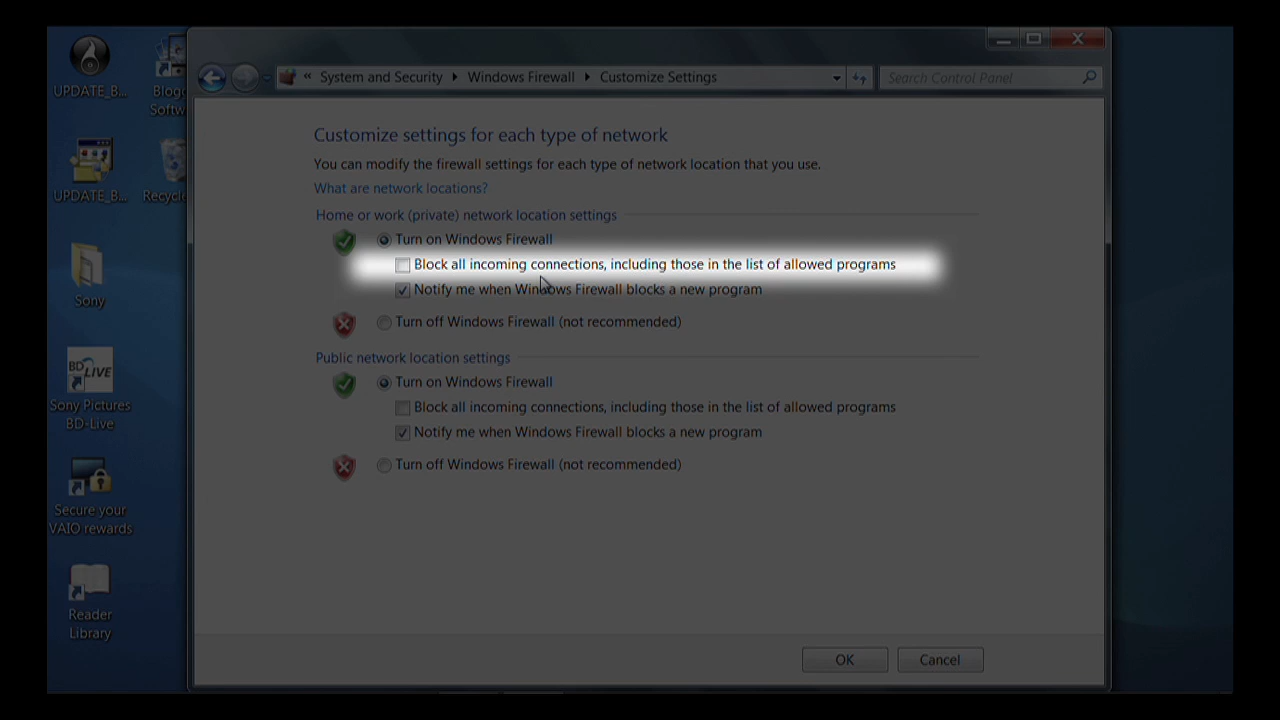 UPDATE_B...
Blogg
Softw
System and Security
Windows Firewall
Customize Settings
Search Control Panel
Customize settings for each type of network
You can modify the firewall settings for each type of network location that you use.
What are network locations?
UPDATE_B...
Recycle
Home or work (private) network location settings
Turn on Windows Firewall
Block all incoming connections, including those in the list of allowed programs
Notify me when Windows Firewall blocks a new program
Sony
Turn off Windows Firewall (not recommended)
Public network location settings
BD LIVE
Turn on Windows Firewall
Sony Pictures
BD-Live
Block all incoming connections, including those in the list of allowed programs
Notify me when Windows Firewall blocks a new program
Turn off Windows Firewall (not recommended)
Secure your
VAIO rewards
Reader
Library
OK
Cancel